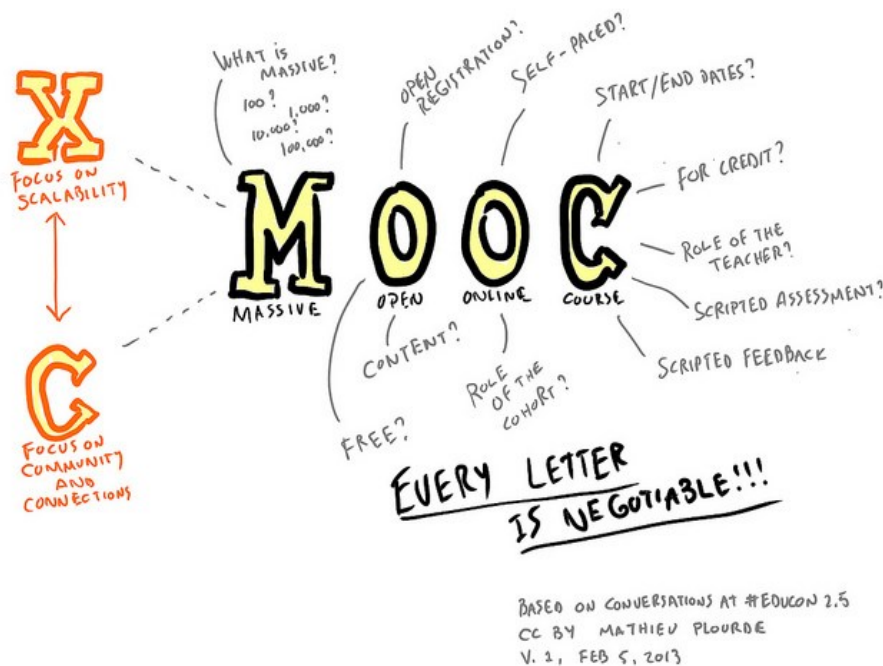 X
FOCUS ON
SCALABILITY
C
FOCUS ON
COMMUNITY
AND
CONNECTIONS
WHAT IS
MASSIVE?
100?
1,000?
10,000?
100,000?
OPEN
REGISTRATION?
SELF-PACED?
START/END DATES?
FOR CREDIT?
ROLE OF THE
TEACHER?
SCRIPTED ASSESSMENT?
SCRIPTED FEEDBACK
MOOC
MASSIVE OPEN ONLINE COURSE
FREE?
CONTENT?
ROLE
OF THE
COHORT?
EVERY LETTER
IS NEGOTIABLE!!!
BASED ON CONVERSATIONS AT #EDUCON 2.5
CC BY MATHIEU PLOURDE
V. 2, FEB 5, 2013